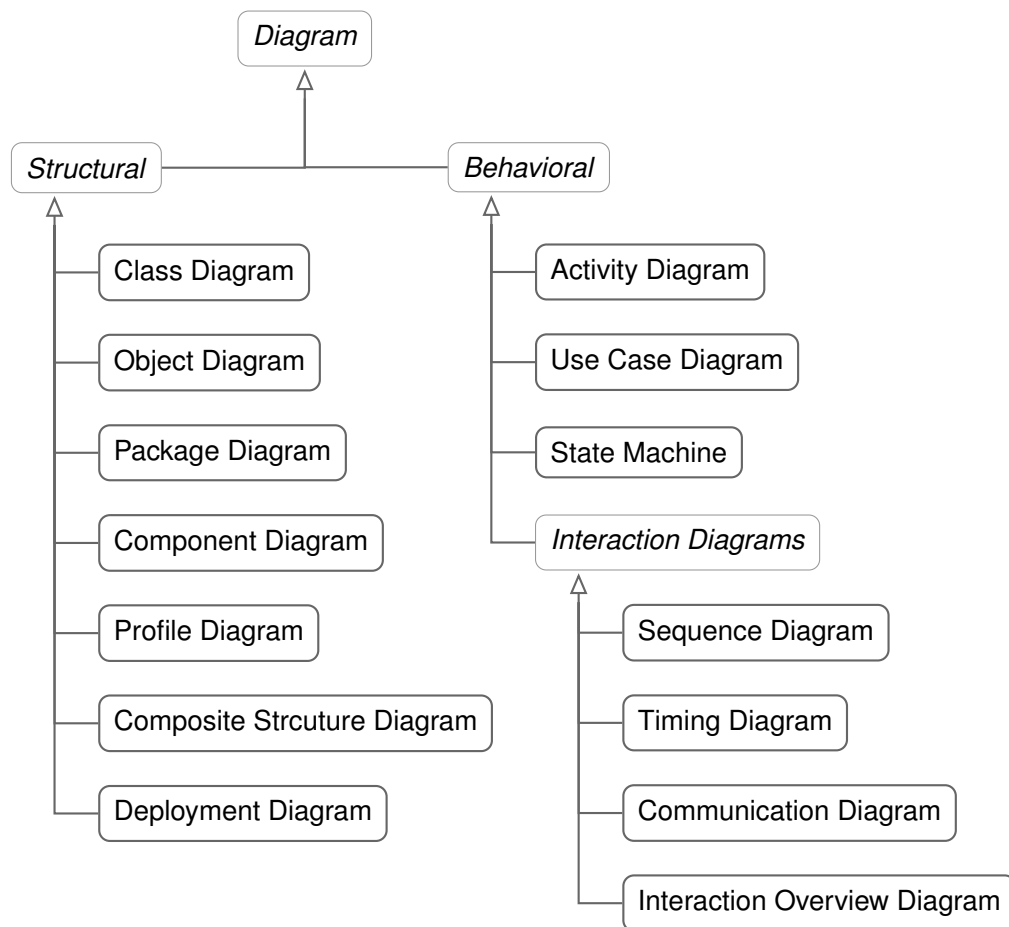 Diagram
Structural
Behavioral
Class Diagram
Activity Diagram
Object Diagram
Use Case Diagram
Package Diagram
State Machine
Component Diagram
Interaction Diagrams
Profile Diagram
Sequence Diagram
Composite Strcuture Diagram
Timing Diagram
Deployment Diagram
Communication Diagram
Interaction Overview Diagram